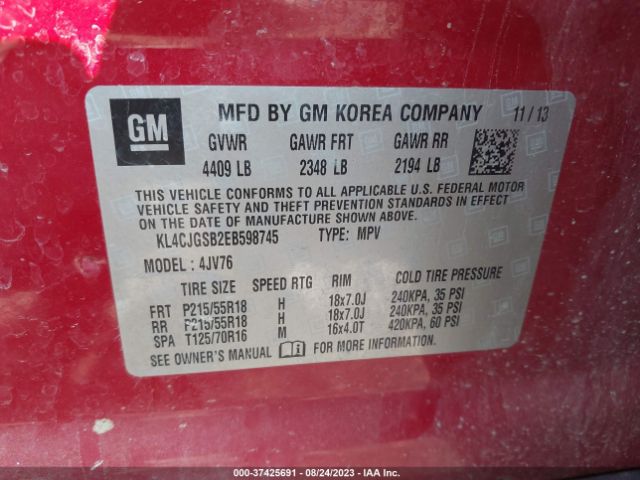 GM
MFD BY GM KOREA COMPANY 11/13
GVWR GAWR FRT GAWR RR
4409 LB 2348 LB 2194 LB
THIS VEHICLE CONFORMS TO ALL APPLICABLE U.S. FEDERAL MOTOR
VEHICLE SAFETY AND THEFT PREVENTION STANDARDS IN EFFECT
ON THE DATE OF MANUFACTURE SHOWN ABOVE.
KL4CJGSB2EB598745 TYPE: MPV
MODEL: 4JV76
TIRE SIZE SPEED RTG RIM COLD TIRE PRESSURE
FRT P215/55R18 H 18x7.0J 240KPA, 35 PSI
RR P215/55R18 H 18x7.0J 240KPA, 35 PSI
SPA T125/70R16 M 16x4.0T 420KPA, 60 PSI
SEE OWNER'S MANUAL FOR MORE INFORMATION.
000-37425691 - 08/24/2023 - IAA Inc.